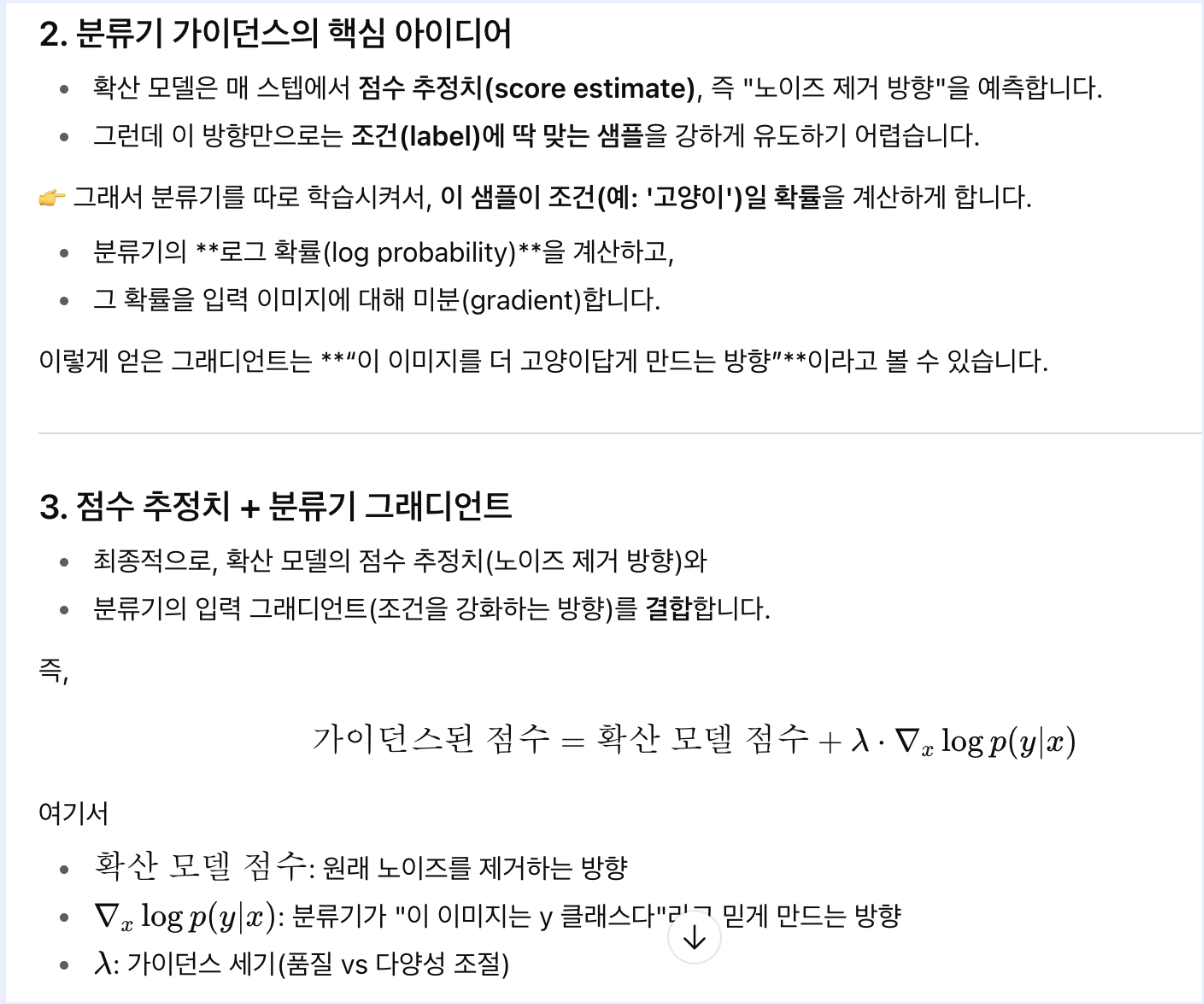 2. 분류기 가이던스의 핵심 아이디어
• 확산 모델은 매 스텝에서 점수 추정치(score estimate), 즉 "노이즈 제거 방향"을 예측합니다.
• 그런데 이 방향만으로는 조건(label)에 딱 맞는 샘플을 강하게 유도하기 어렵습니다.
👉 그래서 분류기를 따로 학습시켜서, 이 샘플이 조건(예: '고양이')일 확률을 계산하게 합니다.
• 분류기의 **로그 확률(log probability)**을 계산하고,
• 그 확률을 입력 이미지에 대해 미분(gradient)합니다.
이렇게 얻은 그래디언트는 **“이 이미지를 더 고양이답게 만드는 방향”**이라고 볼 수 있습니다.
3. 점수 추정치 + 분류기 그래디언트
• 최종적으로, 확산 모델의 점수 추정치(노이즈 제거 방향)와
• 분류기의 입력 그래디언트(조건을 강화하는 방향)를 결합합니다.
즉,
가이던스된 점수 = 확산 모델 점수 + λ · ∇ₓ log p(y|x)
여기서
• 확산 모델 점수: 원래 노이즈를 제거하는 방향
• ∇ₓ log p(y|x): 분류기가 "이 이미지는 y 클래스다"라고 믿게 만드는 방향
• λ: 가이던스 세기(품질 vs 다양성 조절)